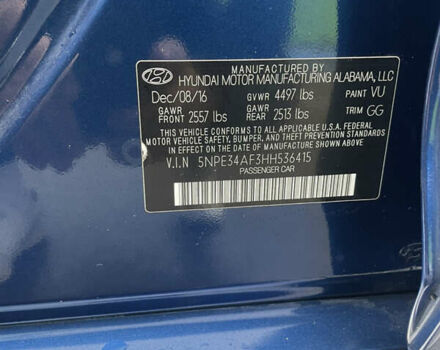 MANUFACTURED BY
HYUNDAI MOTOR MANUFACTURING ALABAMA, LLC
Dec/08/16 GVWR 4497 lbs PAINT VU
GAWR FRONT 2557 lbs GAWR REAR 2513 lbs TRIM GG
THIS VEHICLE CONFORMS TO ALL APPLICABLE FEDERAL
MOTOR VEHICLE SAFETY, BUMPER, AND THEFT PREVENTION
STANDARDS IN EFFECT ON THE DATE OF MANUFACTURE SHOWN ABOVE.
V.I.N 5NPE34AF3HH536415
PASSENGER CAR